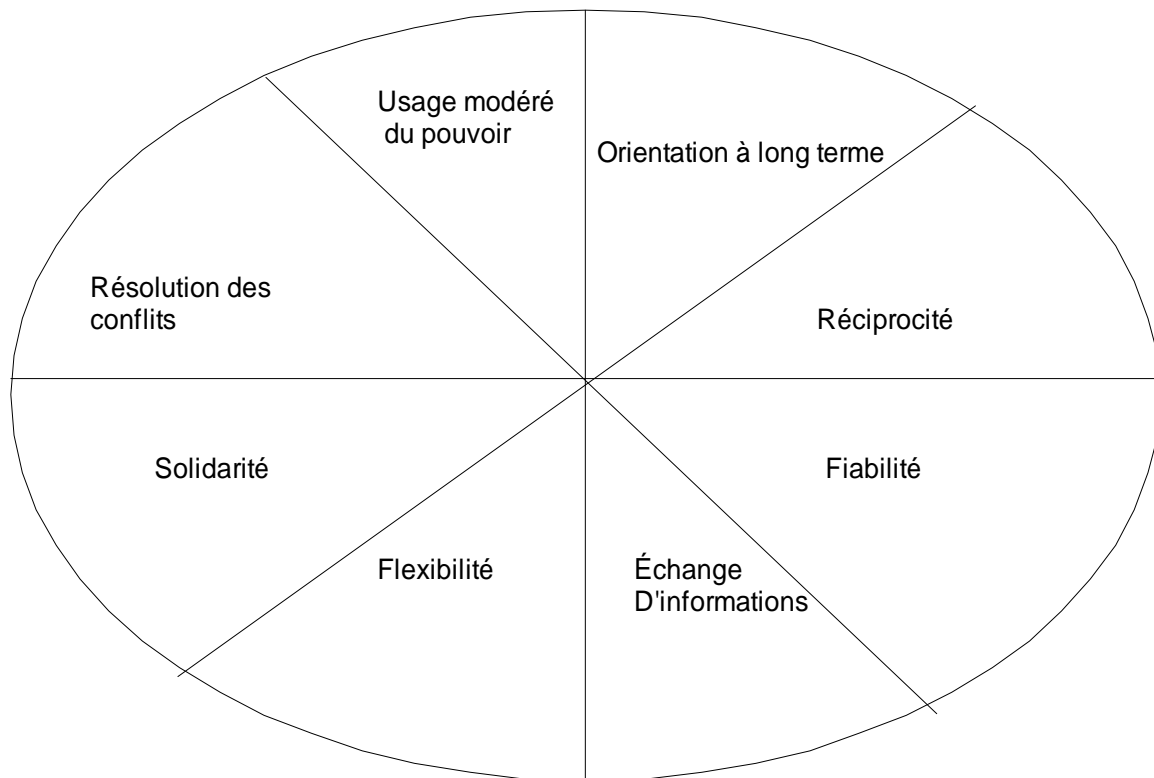 Usage modéré
du pouvoir
Orientation à long terme
Résolution des
conflits
Réciprocité
Solidarité
Fiabilité
Flexibilité
Échange
D'informations